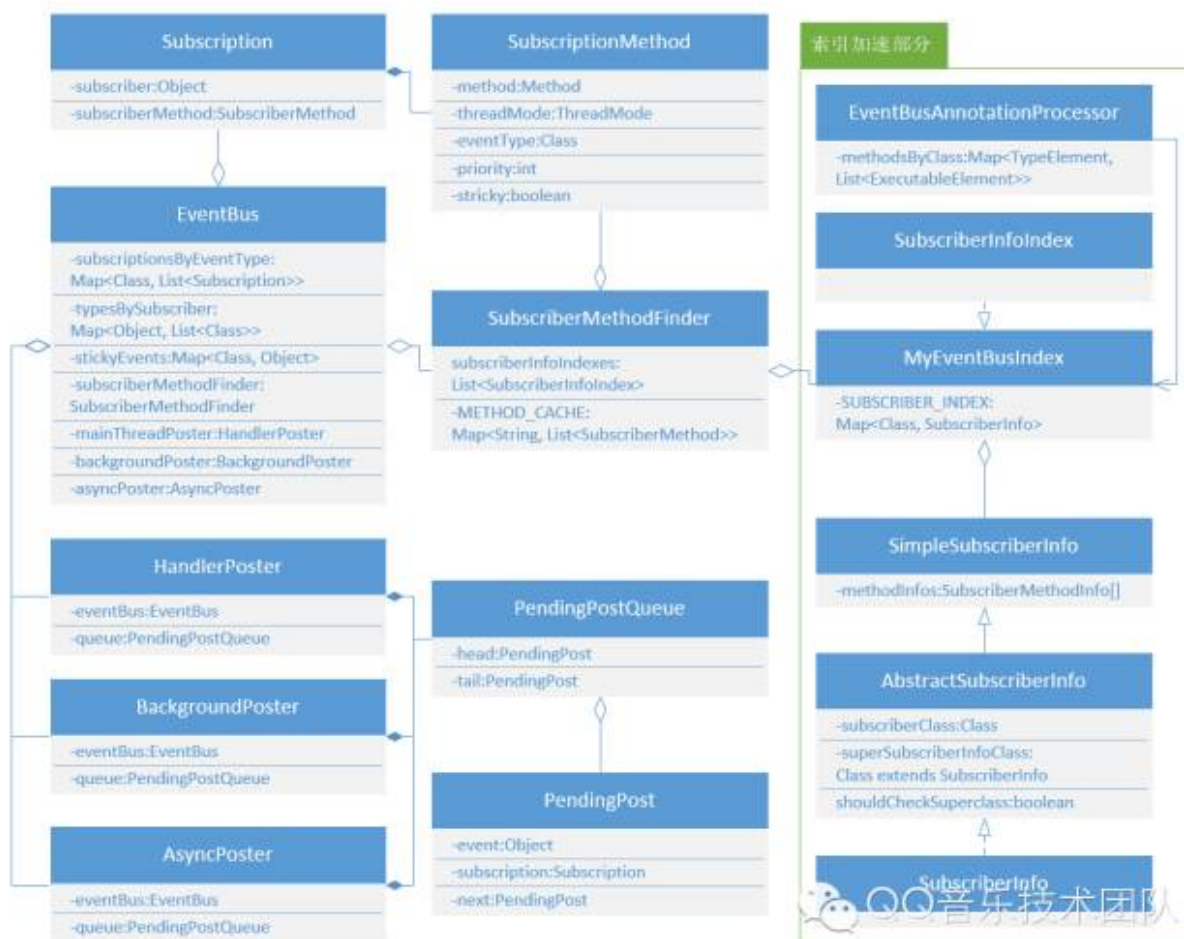 Subscription
-subscriber:Object
-subscriberMethod:SubscriberMethod
SubscriptionMethod
-method:Method
-threadMode:ThreadMode
-eventType:Class
-priority:int
-stricky:boolean
EventBus
-subscriptionsByEventType:
Map<Class, List<Subscription>>
-typesBySubscriber:
Map<Object, List<Class>>
-stickyEvents:Map<Class, Object>
-subscriberMethodFinder:
SubscriberMethodFinder
-mainThreadPoster:HandlerPoster
-backgroundPoster:BackgroundPoster
-asyncPoster:AsyncPoster
SubscriberMethodFinder
subscriberInfoIndexes:
List<SubscriberInfoIndex>
-METHOD_CACHE:
Map<String, List<SubscriberMethod>>
HandlerPoster
-eventBus:EventBus
-queue:PendingPostQueue
BackgroundPoster
-eventBus:EventBus
-queue:PendingPostQueue
AsyncPoster
-eventBus:EventBus
-queue:PendingPostQueue
PendingPostQueue
-head:PendingPost
-tail:PendingPost
PendingPost
-event:Object
-subscription:Subscription
-next:PendingPost
索引加速部分
EventBusAnnotationProcessor
-methodsByClass:Map<TypeElement,
List<ExecutableElement>>
SubscriberInfoIndex
MyEventBusIndex
-SUBSCRIBER_INDEX:
Map<Class, SubscriberInfo>
SimpleSubscriberInfo
-methodInfos:SubscriberMethodInfo[]
AbstractSubscriberInfo
-subscriberClass:Class
-superSubscriberInfoClass:
Class extends SubscriberInfo
shouldCheckSuperclass:boolean
SubscriberInfo
QQ音乐技术团队